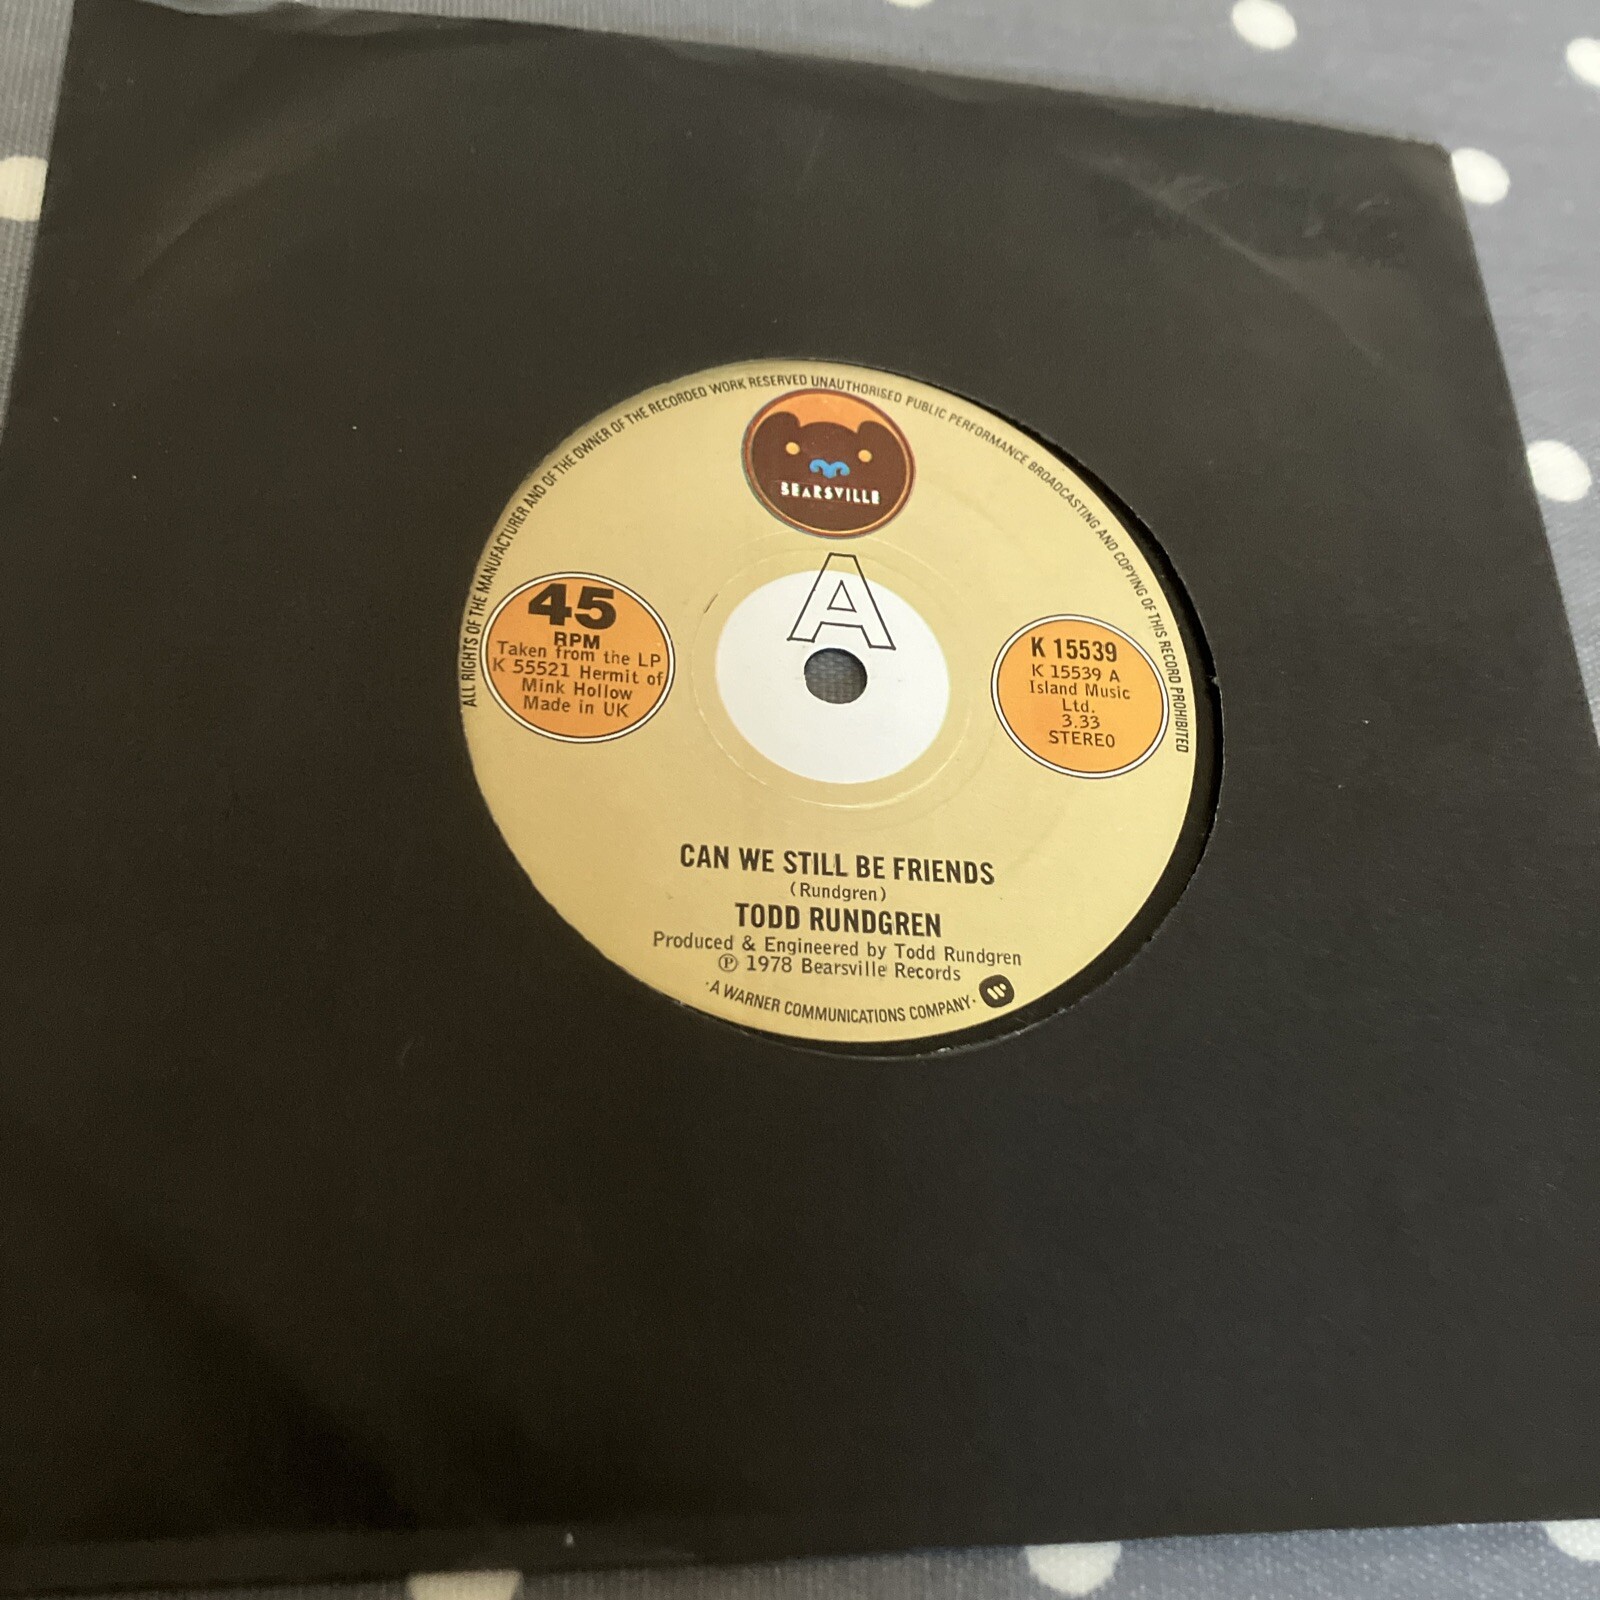 ALL RIGHTS OF THE MANUFACTURER AND OF THE OWNER OF THE RECORDED WORK RESERVED UNAUTHORISED PUBLIC PERFORMANCE BROADCASTING AND COPYING OF THIS RECORD PROHIBITED
BEARSVILLE
A
45
RPM
Taken from the LP
K 55521 Hermit of
Mink Hollow
Made in UK
K 15539
K 15539 A
Island Music
Ltd.
3.33
STEREO
CAN WE STILL BE FRIENDS
(Rundgren)
TODD RUNDGREN
Produced & Engineered by Todd Rundgren
℗ 1978 Bearsville Records
·A WARNER COMMUNICATIONS COMPANY·